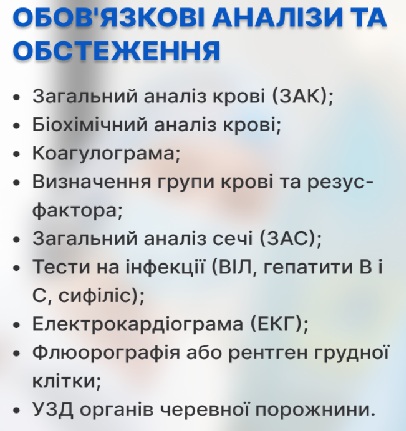 ОБОВ'ЯЗКОВІ АНАЛІЗИ ТА
ОБСТЕЖЕННЯ
• Загальний аналіз крові (ЗАК);
• Біохімічний аналіз крові;
• Коагулограма;
• Визначення групи крові та резус-
фактора;
• Загальний аналіз сечі (ЗАС);
• Тести на інфекції (ВІЛ, гепатити В і
С, сифіліс);
• Електрокардіограма (ЕКГ);
• Флюорографія або рентген грудної
клітки;
• УЗД органів черевної порожнини.